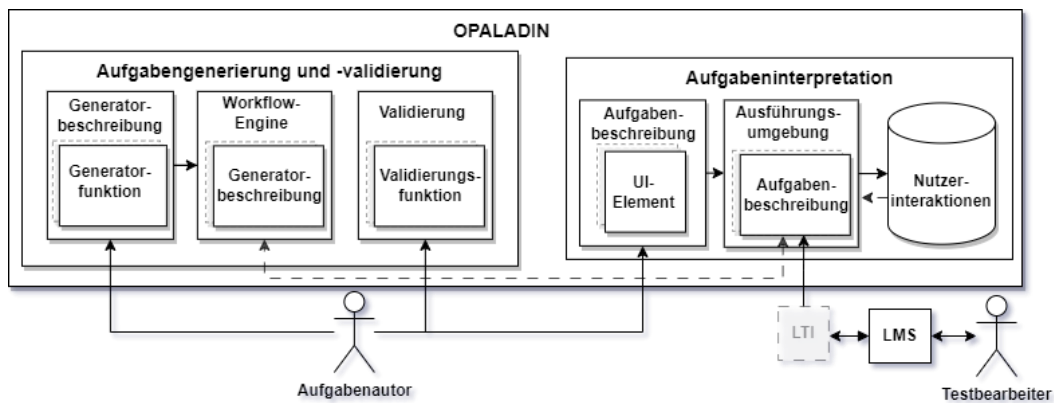 OPALADIN
Aufgabengenerierung und -validierung
Generator-
beschreibung
Generator-
funktion
Workflow-
Engine
Generator-
beschreibung
Validierung
Validierungs-
funktion
Aufgabeninterpretation
Aufgaben-
beschreibung
UI-
Element
Ausführungs-
umgebung
Aufgaben-
beschreibung
Nutzer-
interaktionen
Aufgabenautor
LTI
LMS
Testbearbeiter